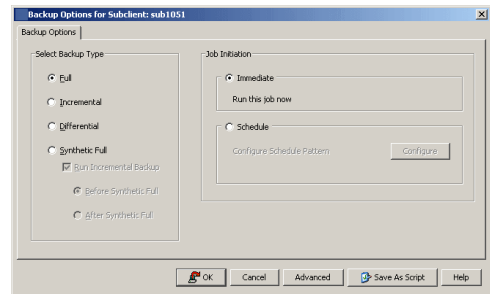 Backup Options for Subclient: sub1051
Backup Options
Select Backup Type
Full
Incremental
Differential
Synthetic Full
Run Incremental Backup
Before Synthetic Full
After Synthetic Full
Job Initiation
Immediate
Run this job now
Schedule
Configure Schedule Pattern
Configure
OK
Cancel
Advanced
Save As Script
Help